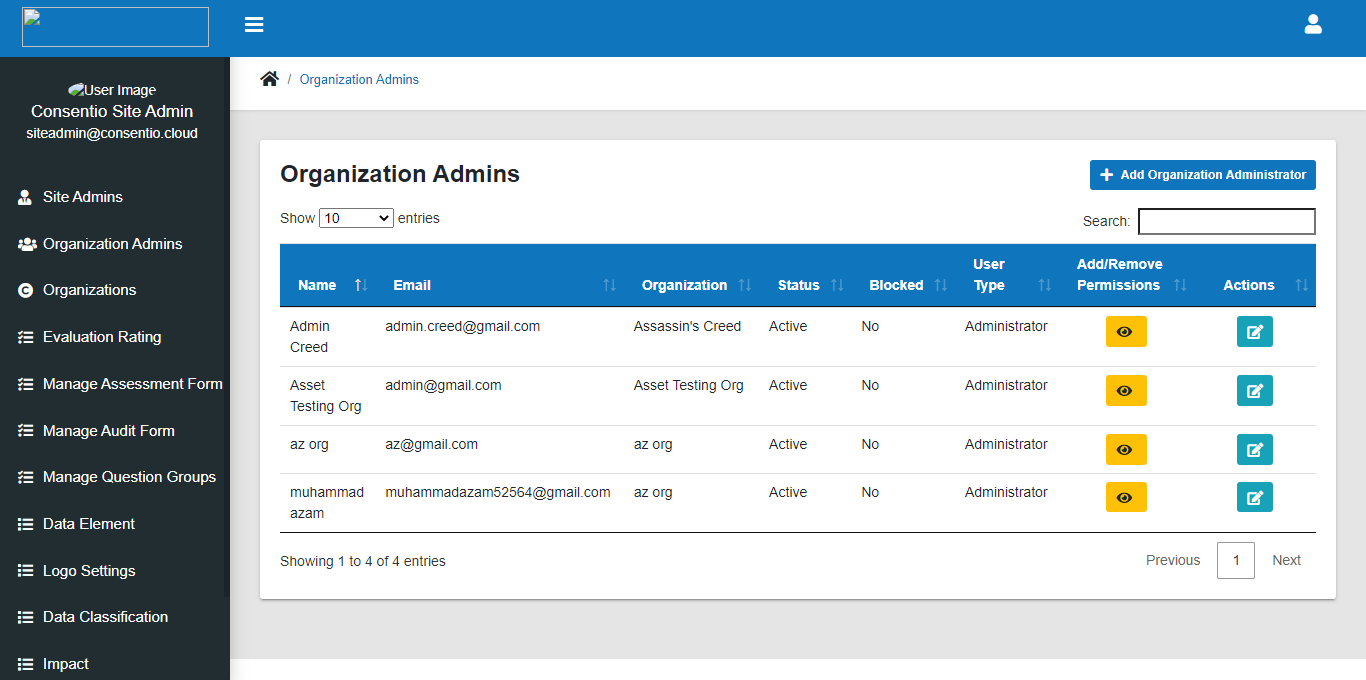 / Organization Admins
User Image
Consentio Site Admin
siteadmin@consentio.cloud
Site Admins
Organization Admins
Organizations
Evaluation Rating
Manage Assessment Form
Manage Audit Form
Manage Question Groups
Data Element
Logo Settings
Data Classification
Impact
Organization Admins
Add Organization Administrator
Show 10 entries
Search:
Name Email Organization Status Blocked User Type Add/Remove Permissions Actions
Admin Creed admin.creed@gmail.com Assassin's Creed Active No Administrator
Asset Testing Org admin@gmail.com Asset Testing Org Active No Administrator
az org az@gmail.com az org Active No Administrator
muhammad azam muhammadazam52564@gmail.com az org Active No Administrator
Showing 1 to 4 of 4 entries
Previous 1 Next